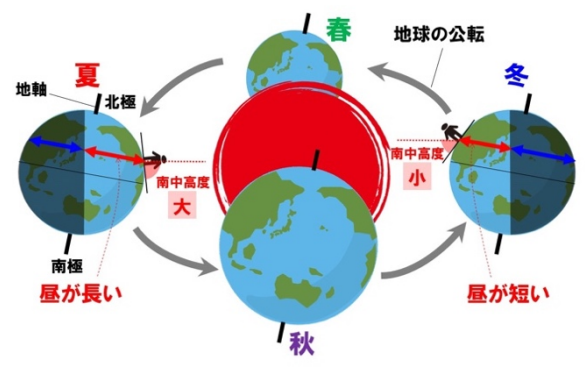 春
地球の公転
夏
冬
地軸
北極
南中高度
大
南中高度
小
南極
昼が長い
昼が短い
秋